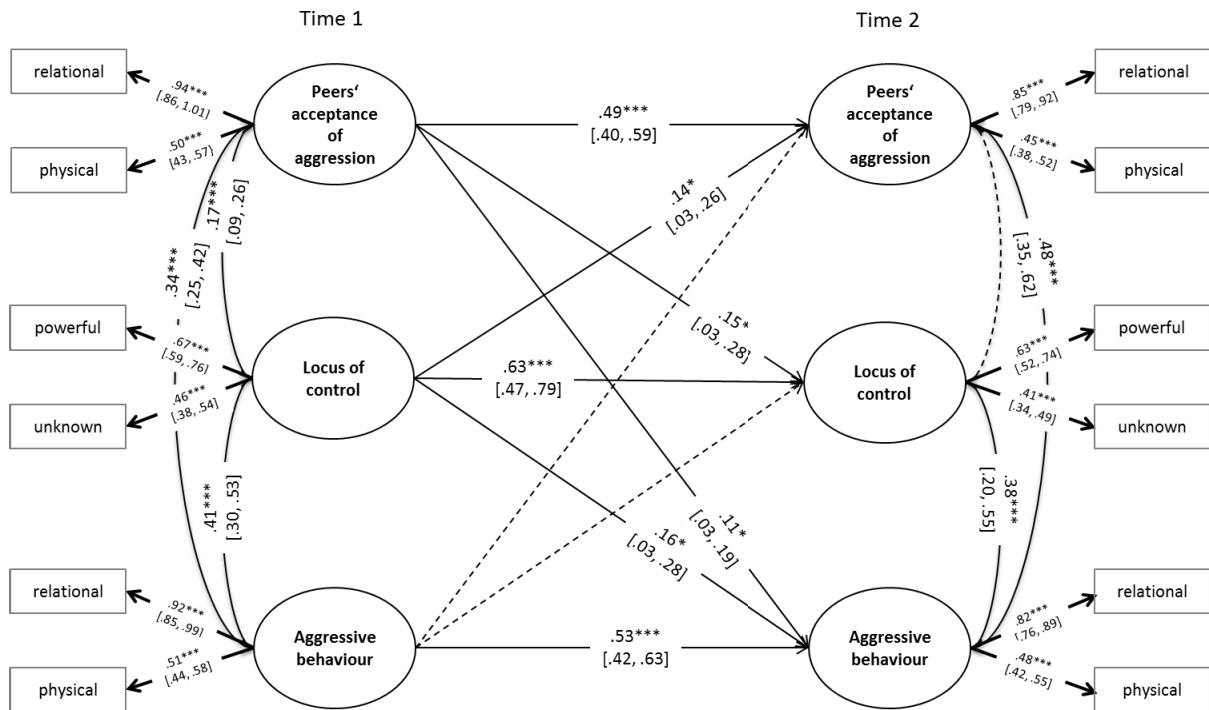 Time 1
Time 2
relational
.94***
[.86, 1.01]
physical
.50***
[43, .57}
Peers‘
acceptance
of
aggression
.17***
[.09, .26]
.34***
[.25, .42]
powerful
.67***
[.59, .76]
unknown
.46***
[.38, .54]
Locus of
control
.41***
[.30, .53]
relational
.92***
[.85, .99]
physical
.51***
[.44, .58]
Aggressive
behaviour
.49***
[.40, .59]
.14*
[.03, .26]
.15*
[.03, .28]
.63***
[.47, .79]
.11*
[.03, .19]
.16*
[.03, .28]
.53***
[.42, .63]
Peers‘
acceptance
of
aggression
.85***
[.79, .92]
relational
.45***
[.38, .52]
physical
.48***
[.35, .62]
Locus of
control
.63***
[.52, .74]
powerful
.41***
[.34, .49]
unknown
.38***
[.20, .55]
Aggressive
behaviour
.82***
[.76, .89]
relational
.48***
[.42, .55]
physical